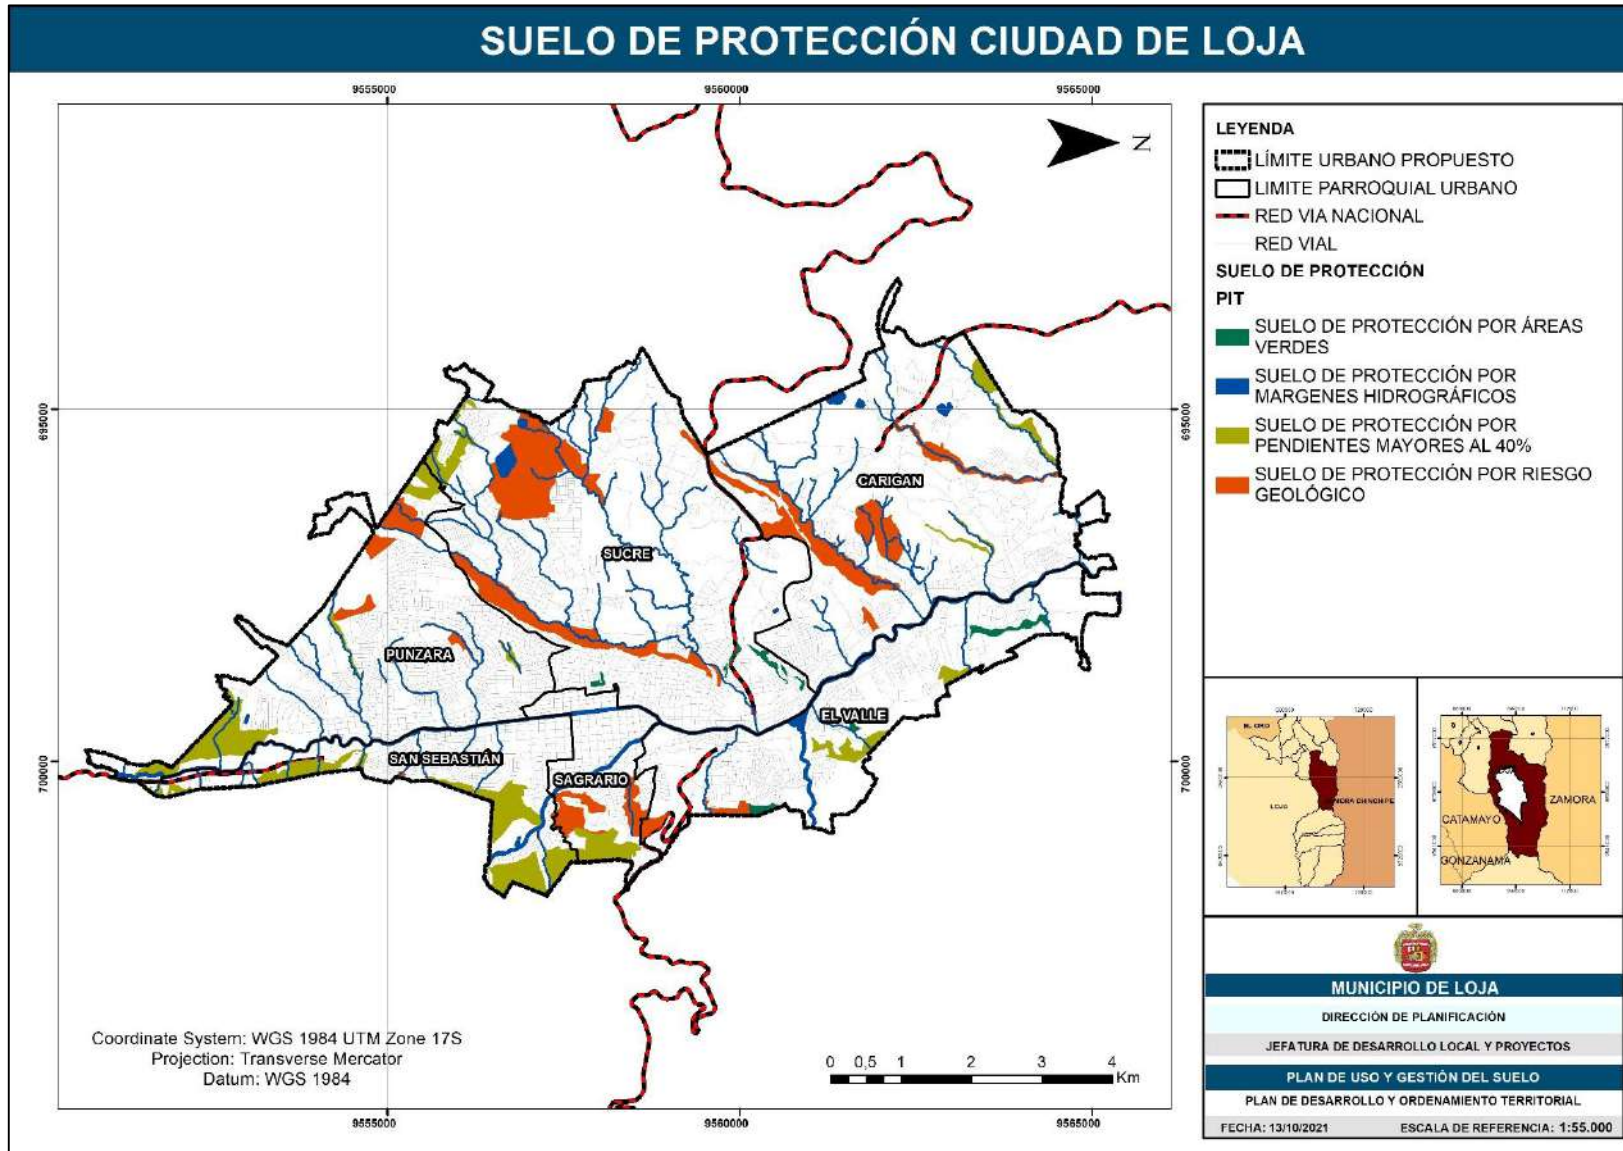 SUELO DE PROTECCIÓN CIUDAD DE LOJA
9555000
9560000
9565000
695000
695000
700000
700000
9555000
9560000
9565000
N
CARIGAN
SUCRE
PUNZARA
EL VALLE
SAN SEBASTIÁN
SAGRARIO
Coordinate System: WGS 1984 UTM Zone 17S
Projection: Transverse Mercator
Datum: WGS 1984
0 0,5 1 2 3 4
Km
LEYENDA
LÍMITE URBANO PROPUESTO
LIMITE PARROQUIAL URBANO
RED VIA NACIONAL
RED VIAL
SUELO DE PROTECCIÓN
PIT
SUELO DE PROTECCIÓN POR ÁREAS
VERDES
SUELO DE PROTECCIÓN POR
MARGENES HIDROGRÁFICOS
SUELO DE PROTECCIÓN POR
PENDIENTES MAYORES AL 40%
SUELO DE PROTECCIÓN POR RIESGO
GEOLÓGICO
EL ORO
LOJA
ZAMORA
CATAMAYO
GONZANAMÁ
MUNICIPIO DE LOJA
DIRECCIÓN DE PLANIFICACIÓN
JEFATURA DE DESARROLLO LOCAL Y PROYECTOS
PLAN DE USO Y GESTIÓN DEL SUELO
PLAN DE DESARROLLO Y ORDENAMIENTO TERRITORIAL
FECHA: 13/10/2021 ESCALA DE REFERENCIA: 1:55.000